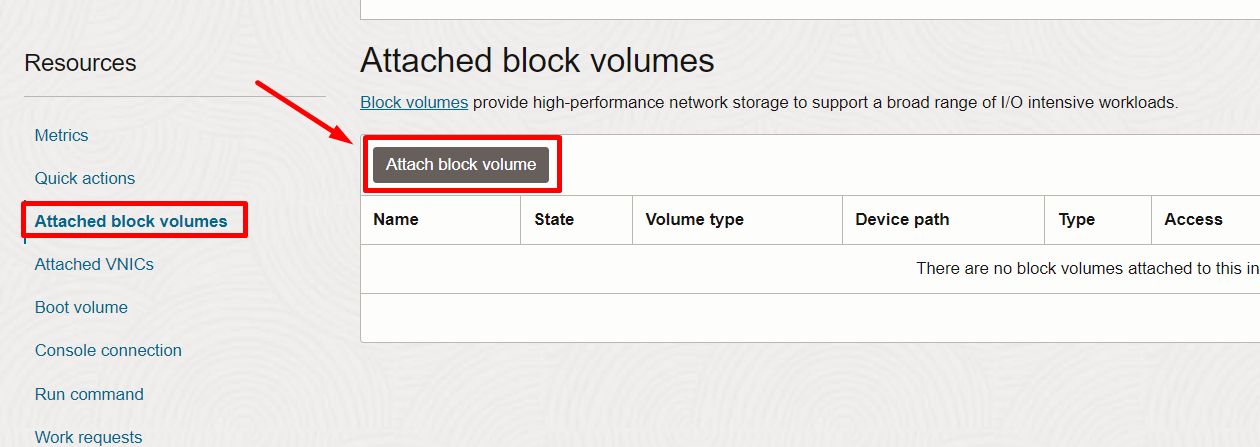 Resources
Metrics
Quick actions
Attached block volumes
Attached VNICs
Boot volume
Console connection
Run command
Work requests
Attached block volumes
Block volumes provide high-performance network storage to support a broad range of I/O intensive workloads.
Attach block volume
Name State Volume type Device path Type Access
There are no block volumes attached to this in